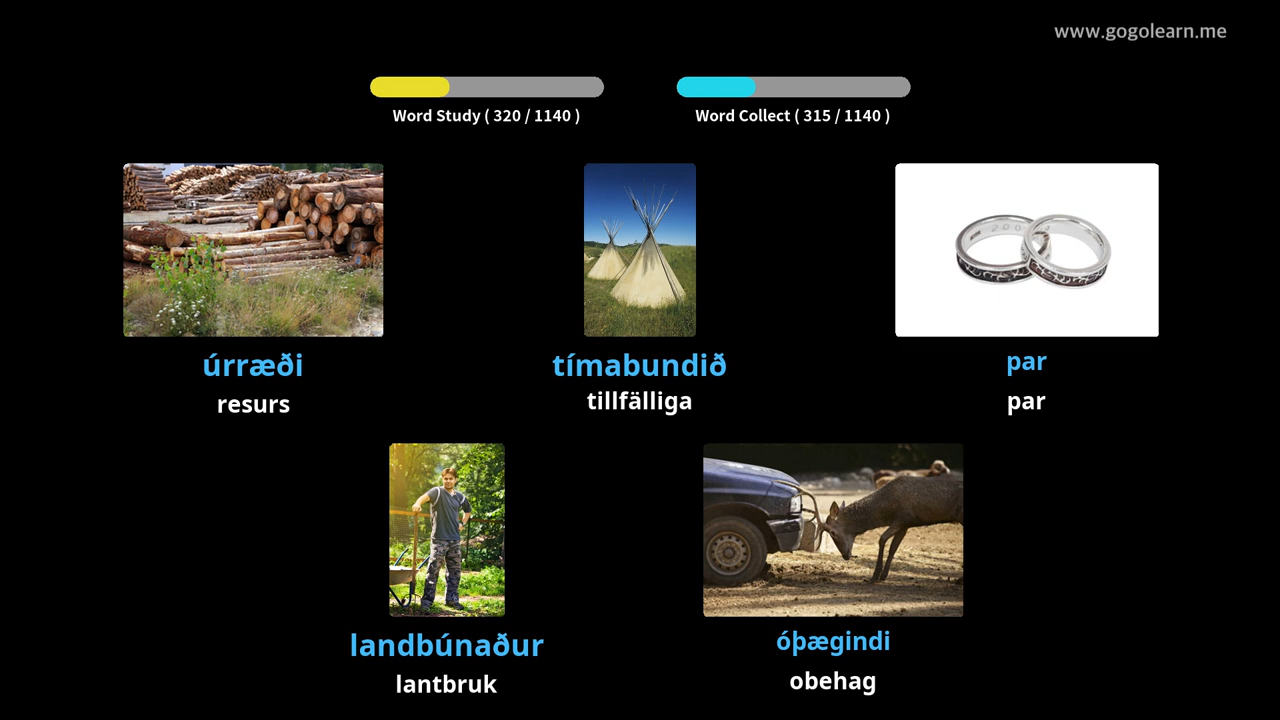 www.gogolearn.me
Word Study ( 320 / 1140 )
Word Collect ( 315 / 1140 )
úrræði
resurs
tímabundið
tillfälliga
par
par
landbúnaður
lantbruk
óþægindi
obehag